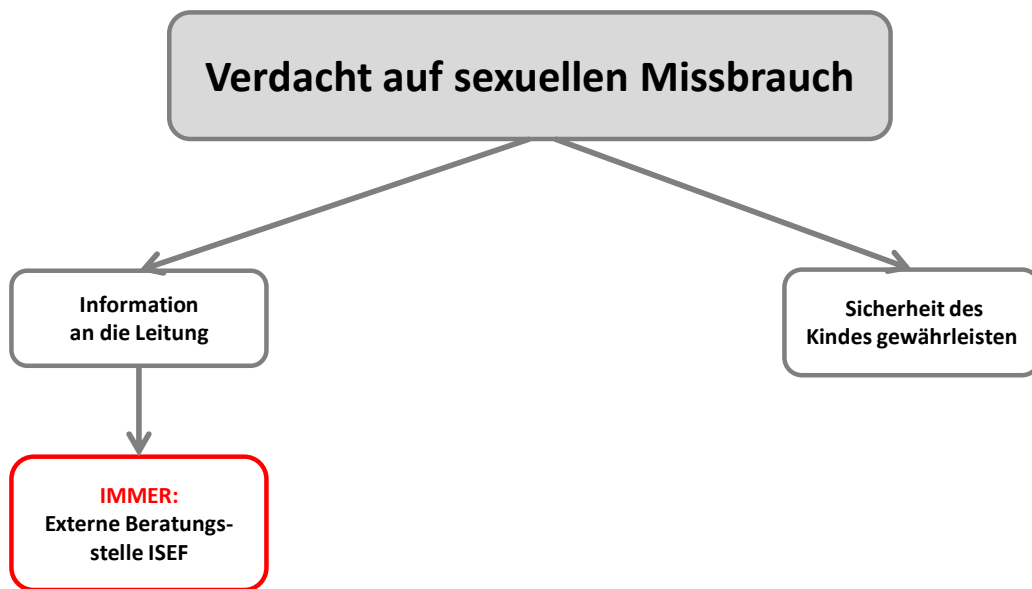 Verdacht auf sexuellen Missbrauch
Information
an die Leitung
Sicherheit des
Kindes gewährleisten
IMMER:
Externe Beratungs-
stelle ISEF